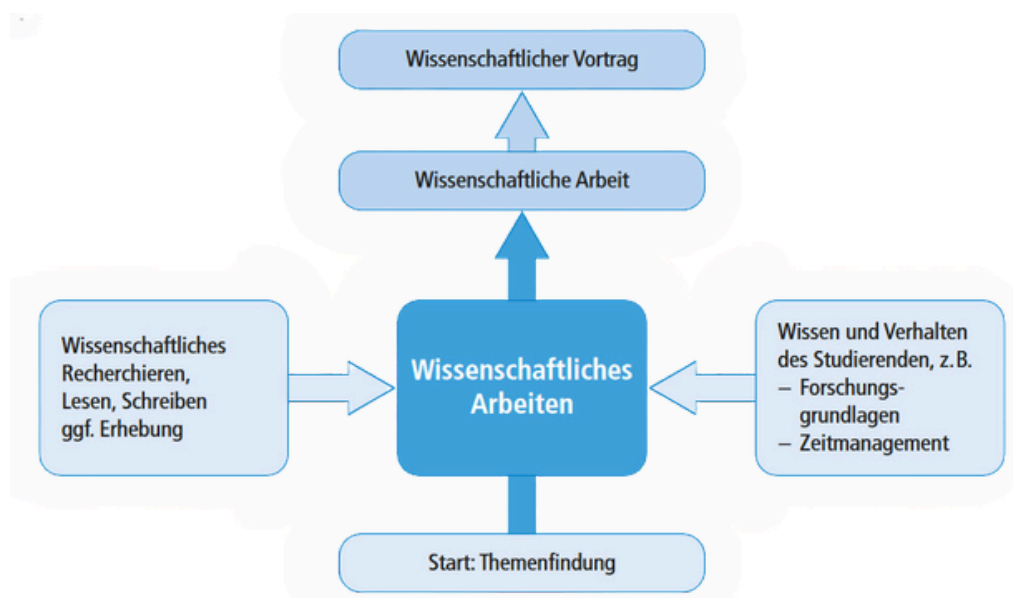 Wissenschaftlicher Vortrag
Wissenschaftliche Arbeit
Wissenschaftliches
Recherchieren,
Lesen, Schreiben
ggf. Erhebung
Wissenschaftliches
Arbeiten
Wissen und Verhalten
des Studierenden, z. B.
– Forschungs-
grundlagen
– Zeitmanagement
Start: Themenfindung